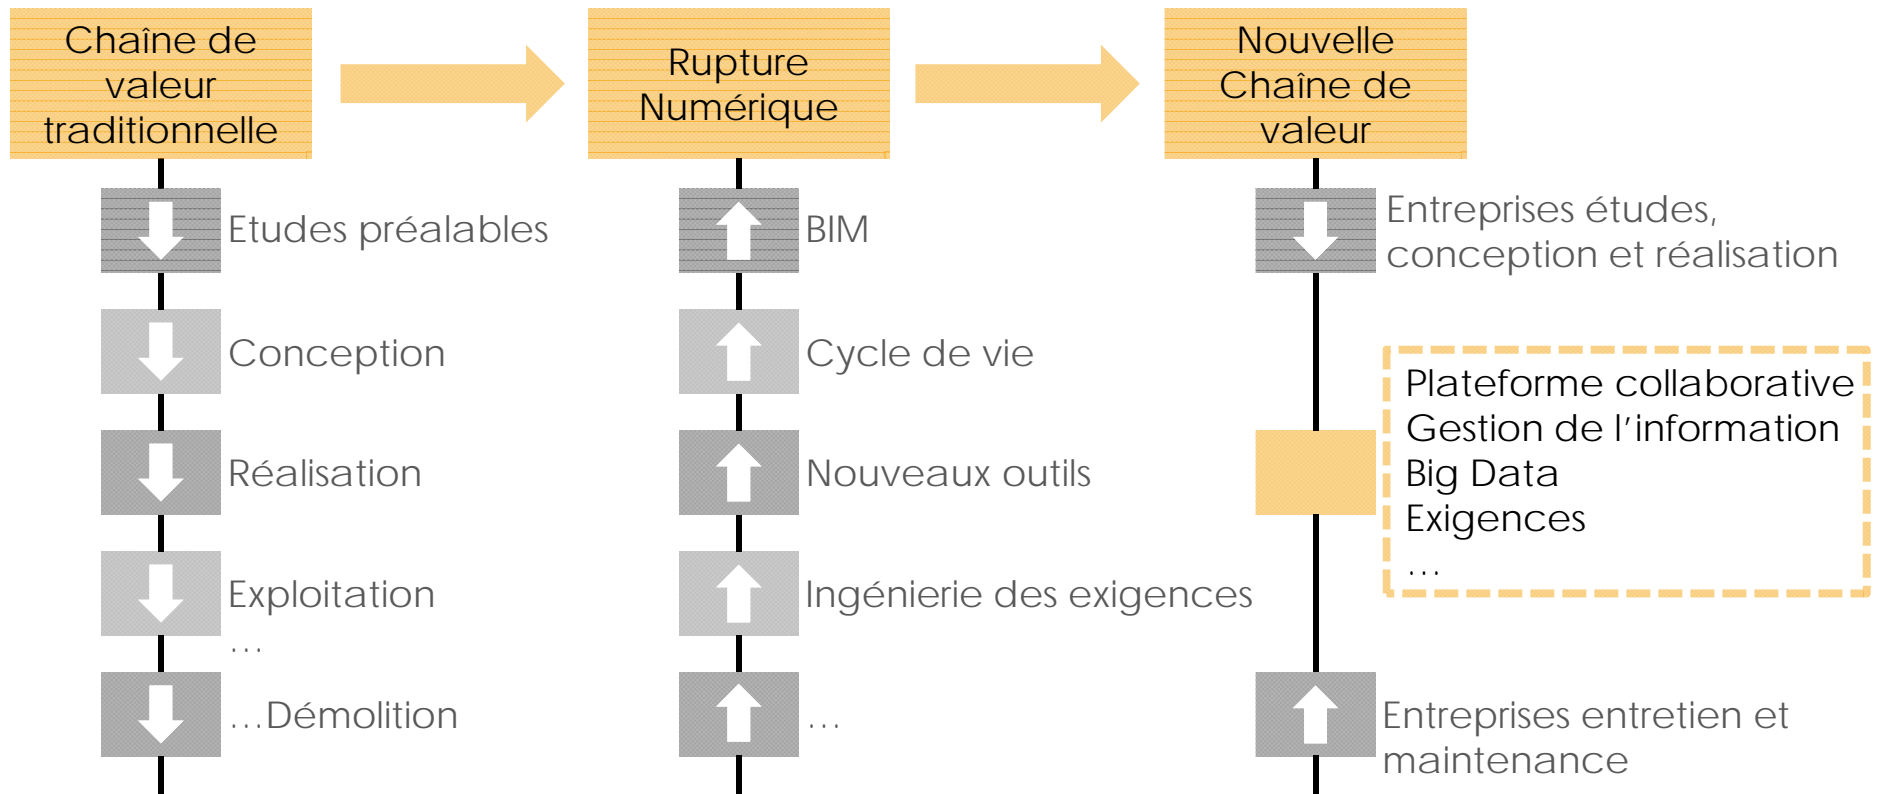 Chaîne de
valeur
traditionnelle
Rupture
Numérique
Nouvelle
Chaîne de
valeur
Etudes préalables
Conception
Réalisation
Exploitation
…
…Démolition
BIM
Cycle de vie
Nouveaux outils
Ingénierie des exigences
…
Entreprises études,
conception et réalisation
Plateforme collaborative
Gestion de l’information
Big Data
Exigences
…
Entreprises entretien et
maintenance